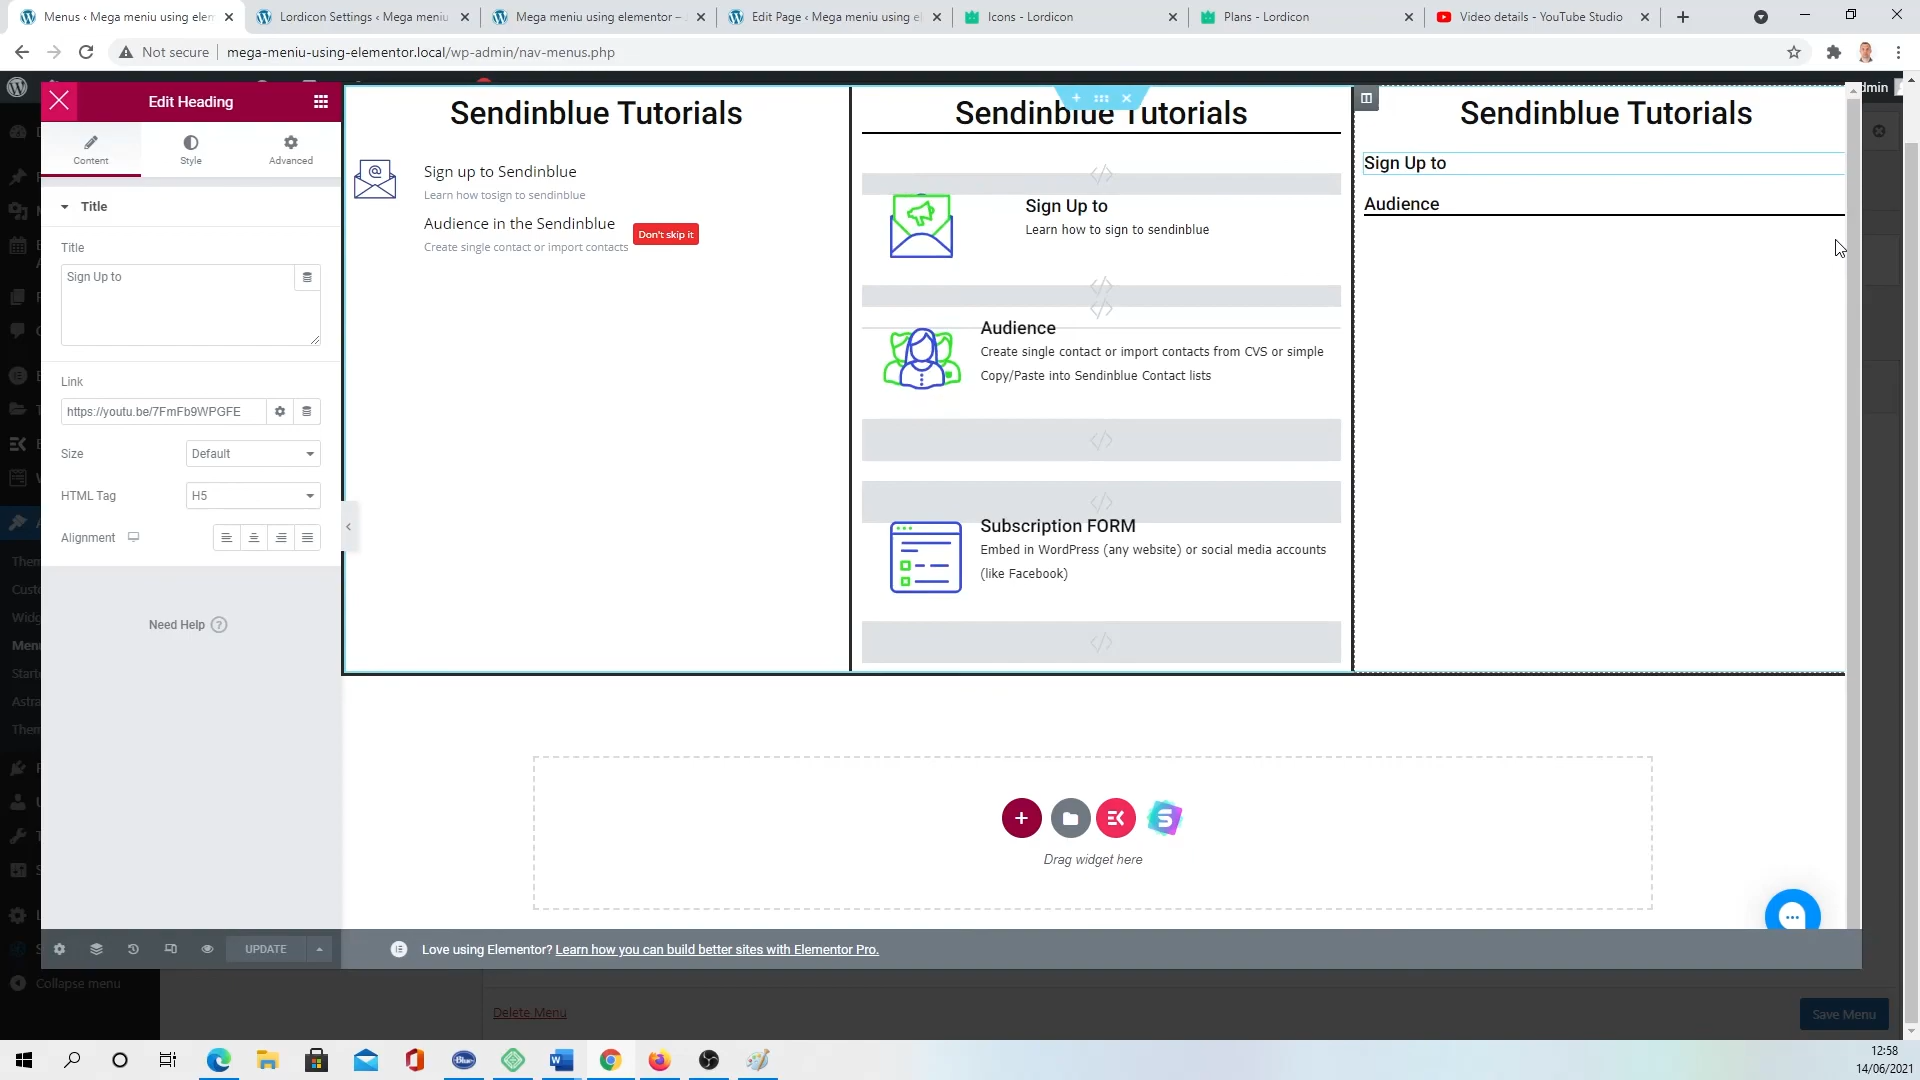 Menus ‹ Mega meniu using elem
Lordicon Settings ‹ Mega meniu
Mega meniu using elementor –
Edit Page ‹ Mega meniu using e
Icons - Lordicon
Plans - Lordicon
Video details - YouTube Studio
Not secure
mega-meniu-using-elementor.local/wp-admin/nav-menus.php
dmin
Edit Heading
Content
Style
Advanced
Title
Title
Sign Up to
Link
https://youtu.be/7FmFb9WPGFE
Size
Default
HTML Tag
H5
Alignment
Need Help
UPDATE
Sendinblue Tutorials
Sign up to Sendinblue
Learn how tosign to sendinblue
Audience in the Sendinblue
Don't skip it
Create single contact or import contacts
Sendinblue Tutorials
Sign Up to
Learn how to sign to sendinblue
Audience
Create single contact or import contacts from CVS or simple
Copy/Paste into Sendinblue Contact lists
Subscription FORM
Embed in WordPress (any website) or social media accounts
(like Facebook)
Sendinblue Tutorials
Sign Up to
Audience
Drag widget here
Love using Elementor? Learn how you can build better sites with Elementor Pro.
Them
Custo
Widg
Menu
Starte
Astra
Them
Collapse menu
Delete Menu
Save Menu
12:58
14/06/2021